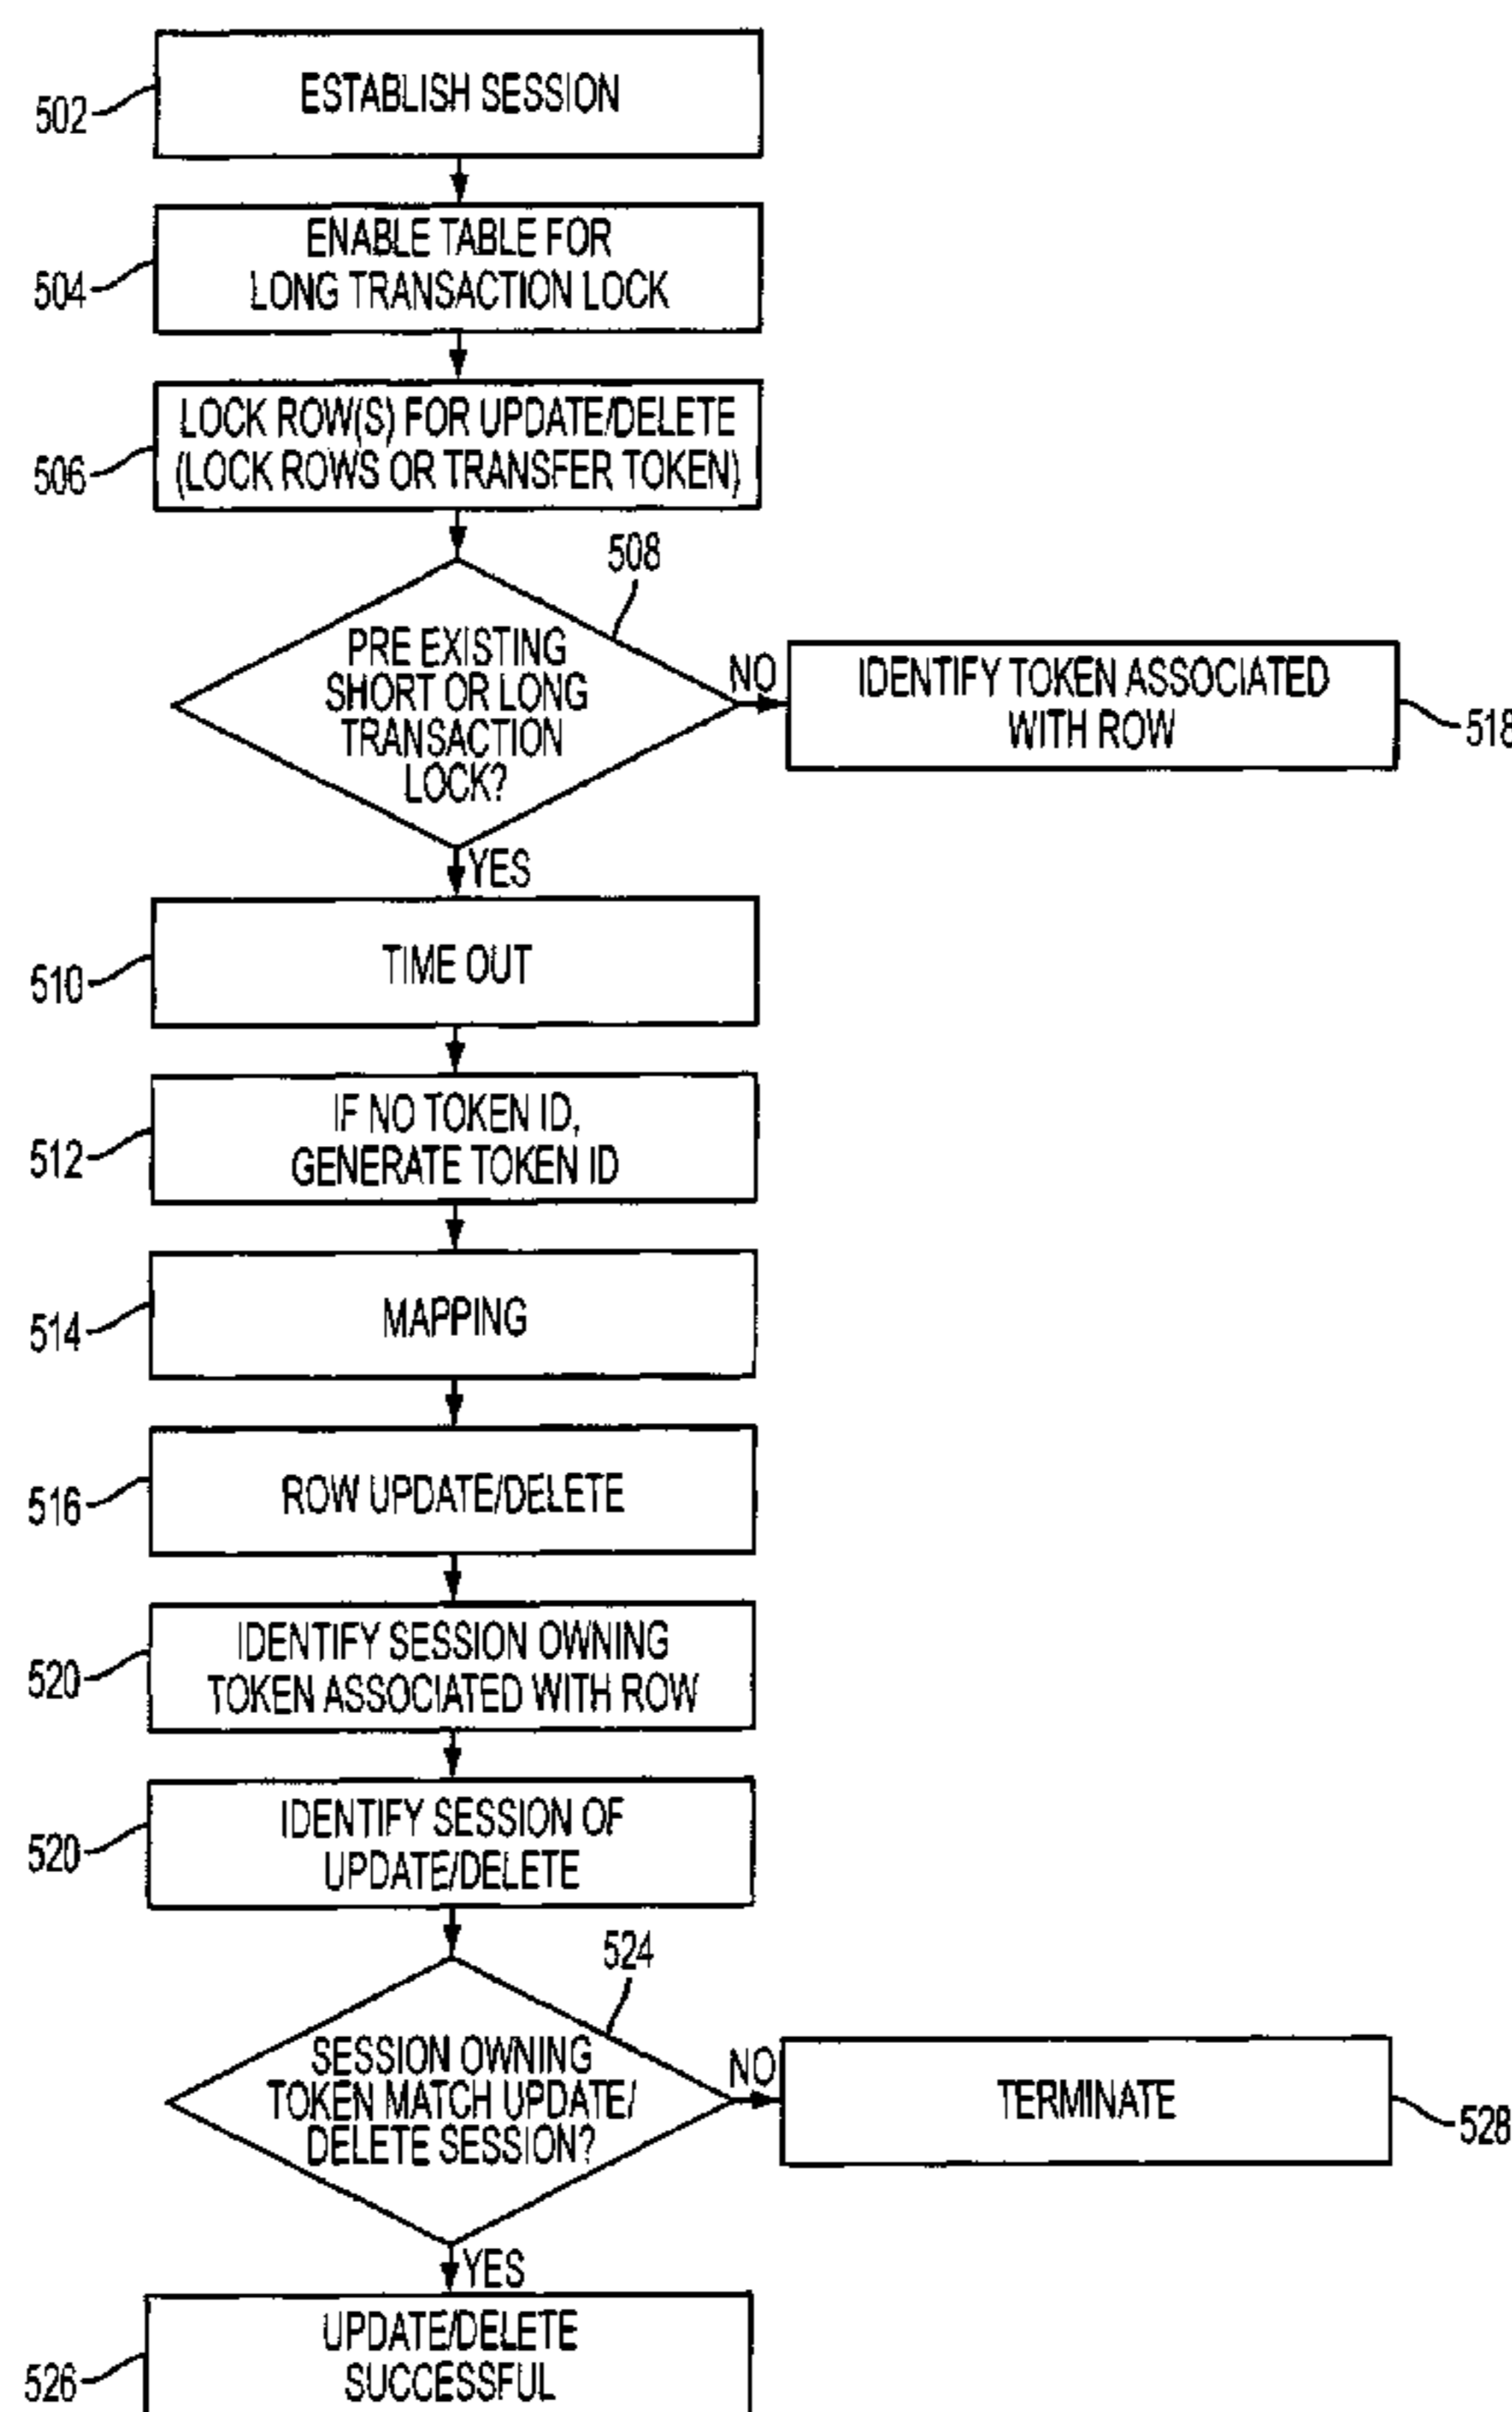 502
ESTABLISH SESSION
504
ENABLE TABLE FOR
LONG TRANSACTION LOCK
506
LOCK ROW(S) FOR UPDATE/DELETE
(LOCK ROWS OR TRANSFER TOKEN)
508
PRE EXISTING
SHORT OR LONG
TRANSACTION
LOCK?
NO
IDENTIFY TOKEN ASSOCIATED
WITH ROW
518
YES
510
TIME OUT
512
IF NO TOKEN ID,
GENERATE TOKEN ID
514
MAPPING
516
ROW UPDATE/DELETE
520
IDENTIFY SESSION OWNING
TOKEN ASSOCIATED WITH ROW
520
IDENTIFY SESSION OF
UPDATE/DELETE
524
SESSION OWNING
TOKEN MATCH UPDATE/
DELETE SESSION?
NO
TERMINATE
528
YES
526
UPDATE/DELETE
SUCCESSFUL